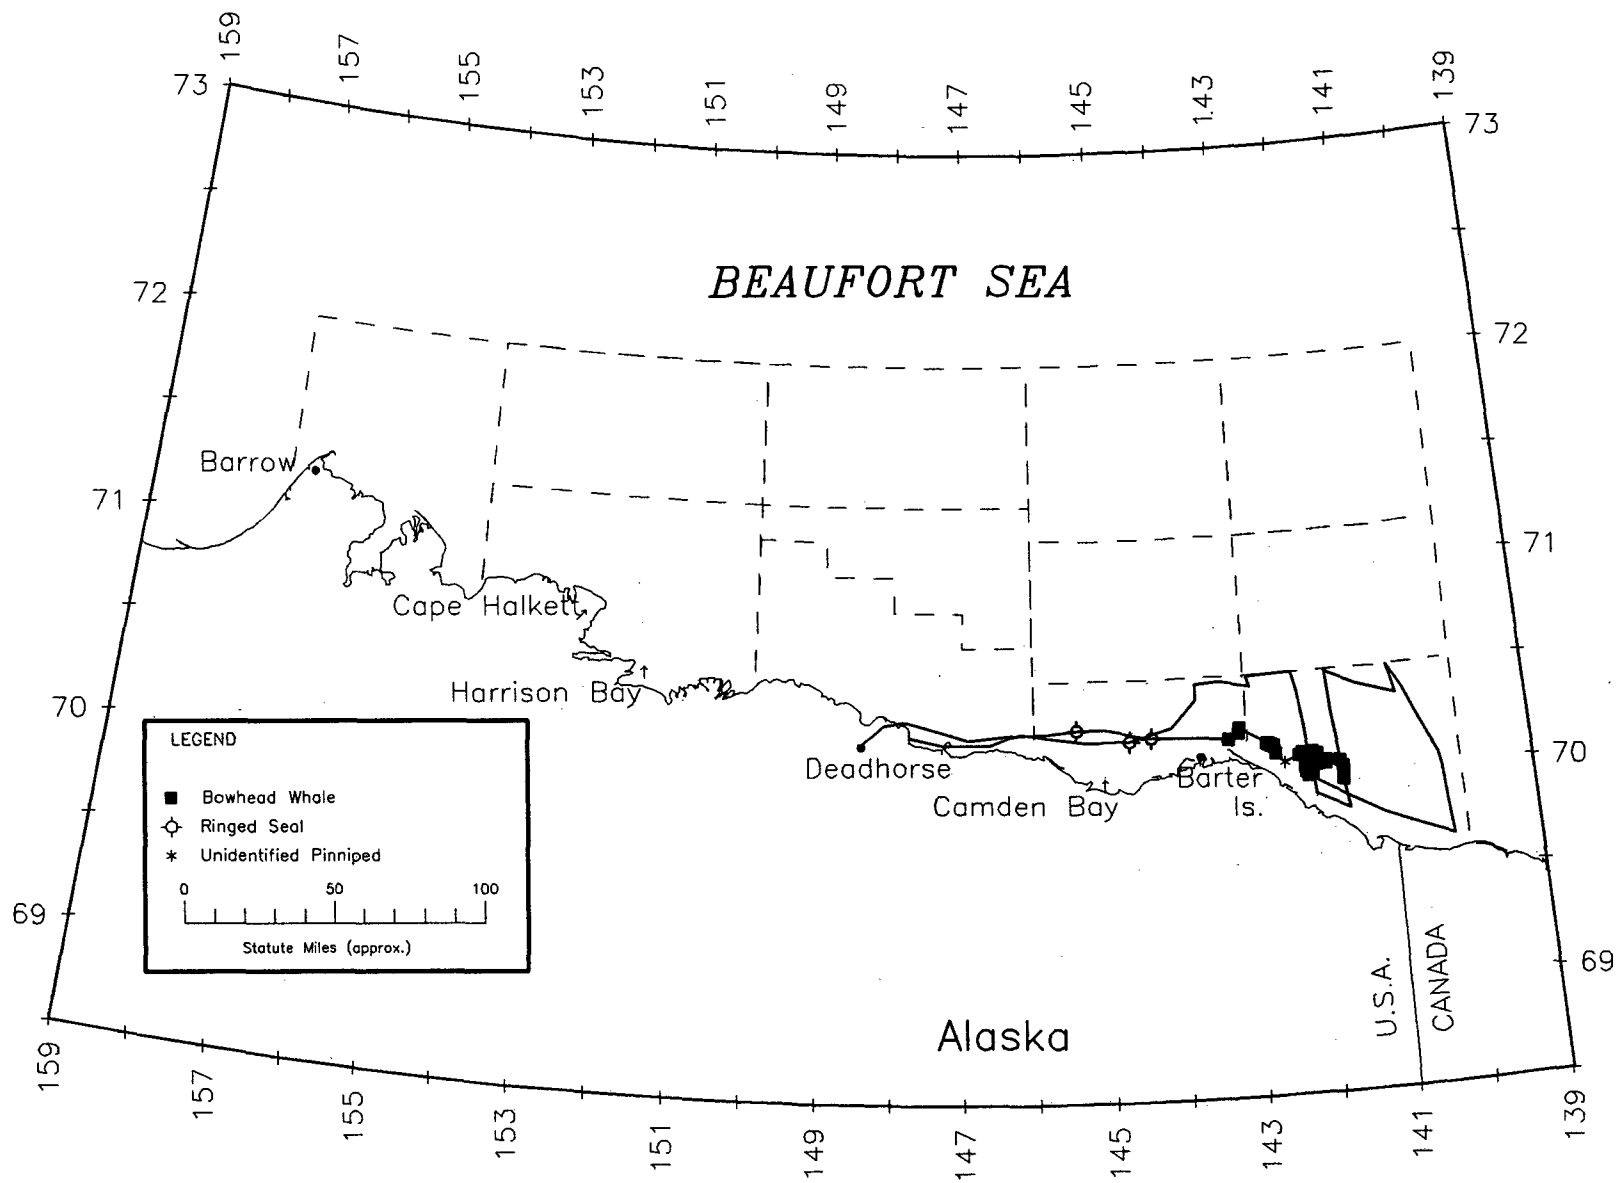 159
157
155
153
151
149
147
145
143
141
139
73
73
BEAUFORT SEA
72
72
Barrow
71
71
Cape Halkett
Harrison Bay
70
70
Deadhorse
Barter
Is.
Camden Bay
LEGEND
Bowhead Whale
Ringed Seal
Unidentified Pinniped
0 50 100
Statute Miles (approx.)
69
69
U.S.A.
CANADA
Alaska
159
157
155
153
151
149
147
145
143
141
139